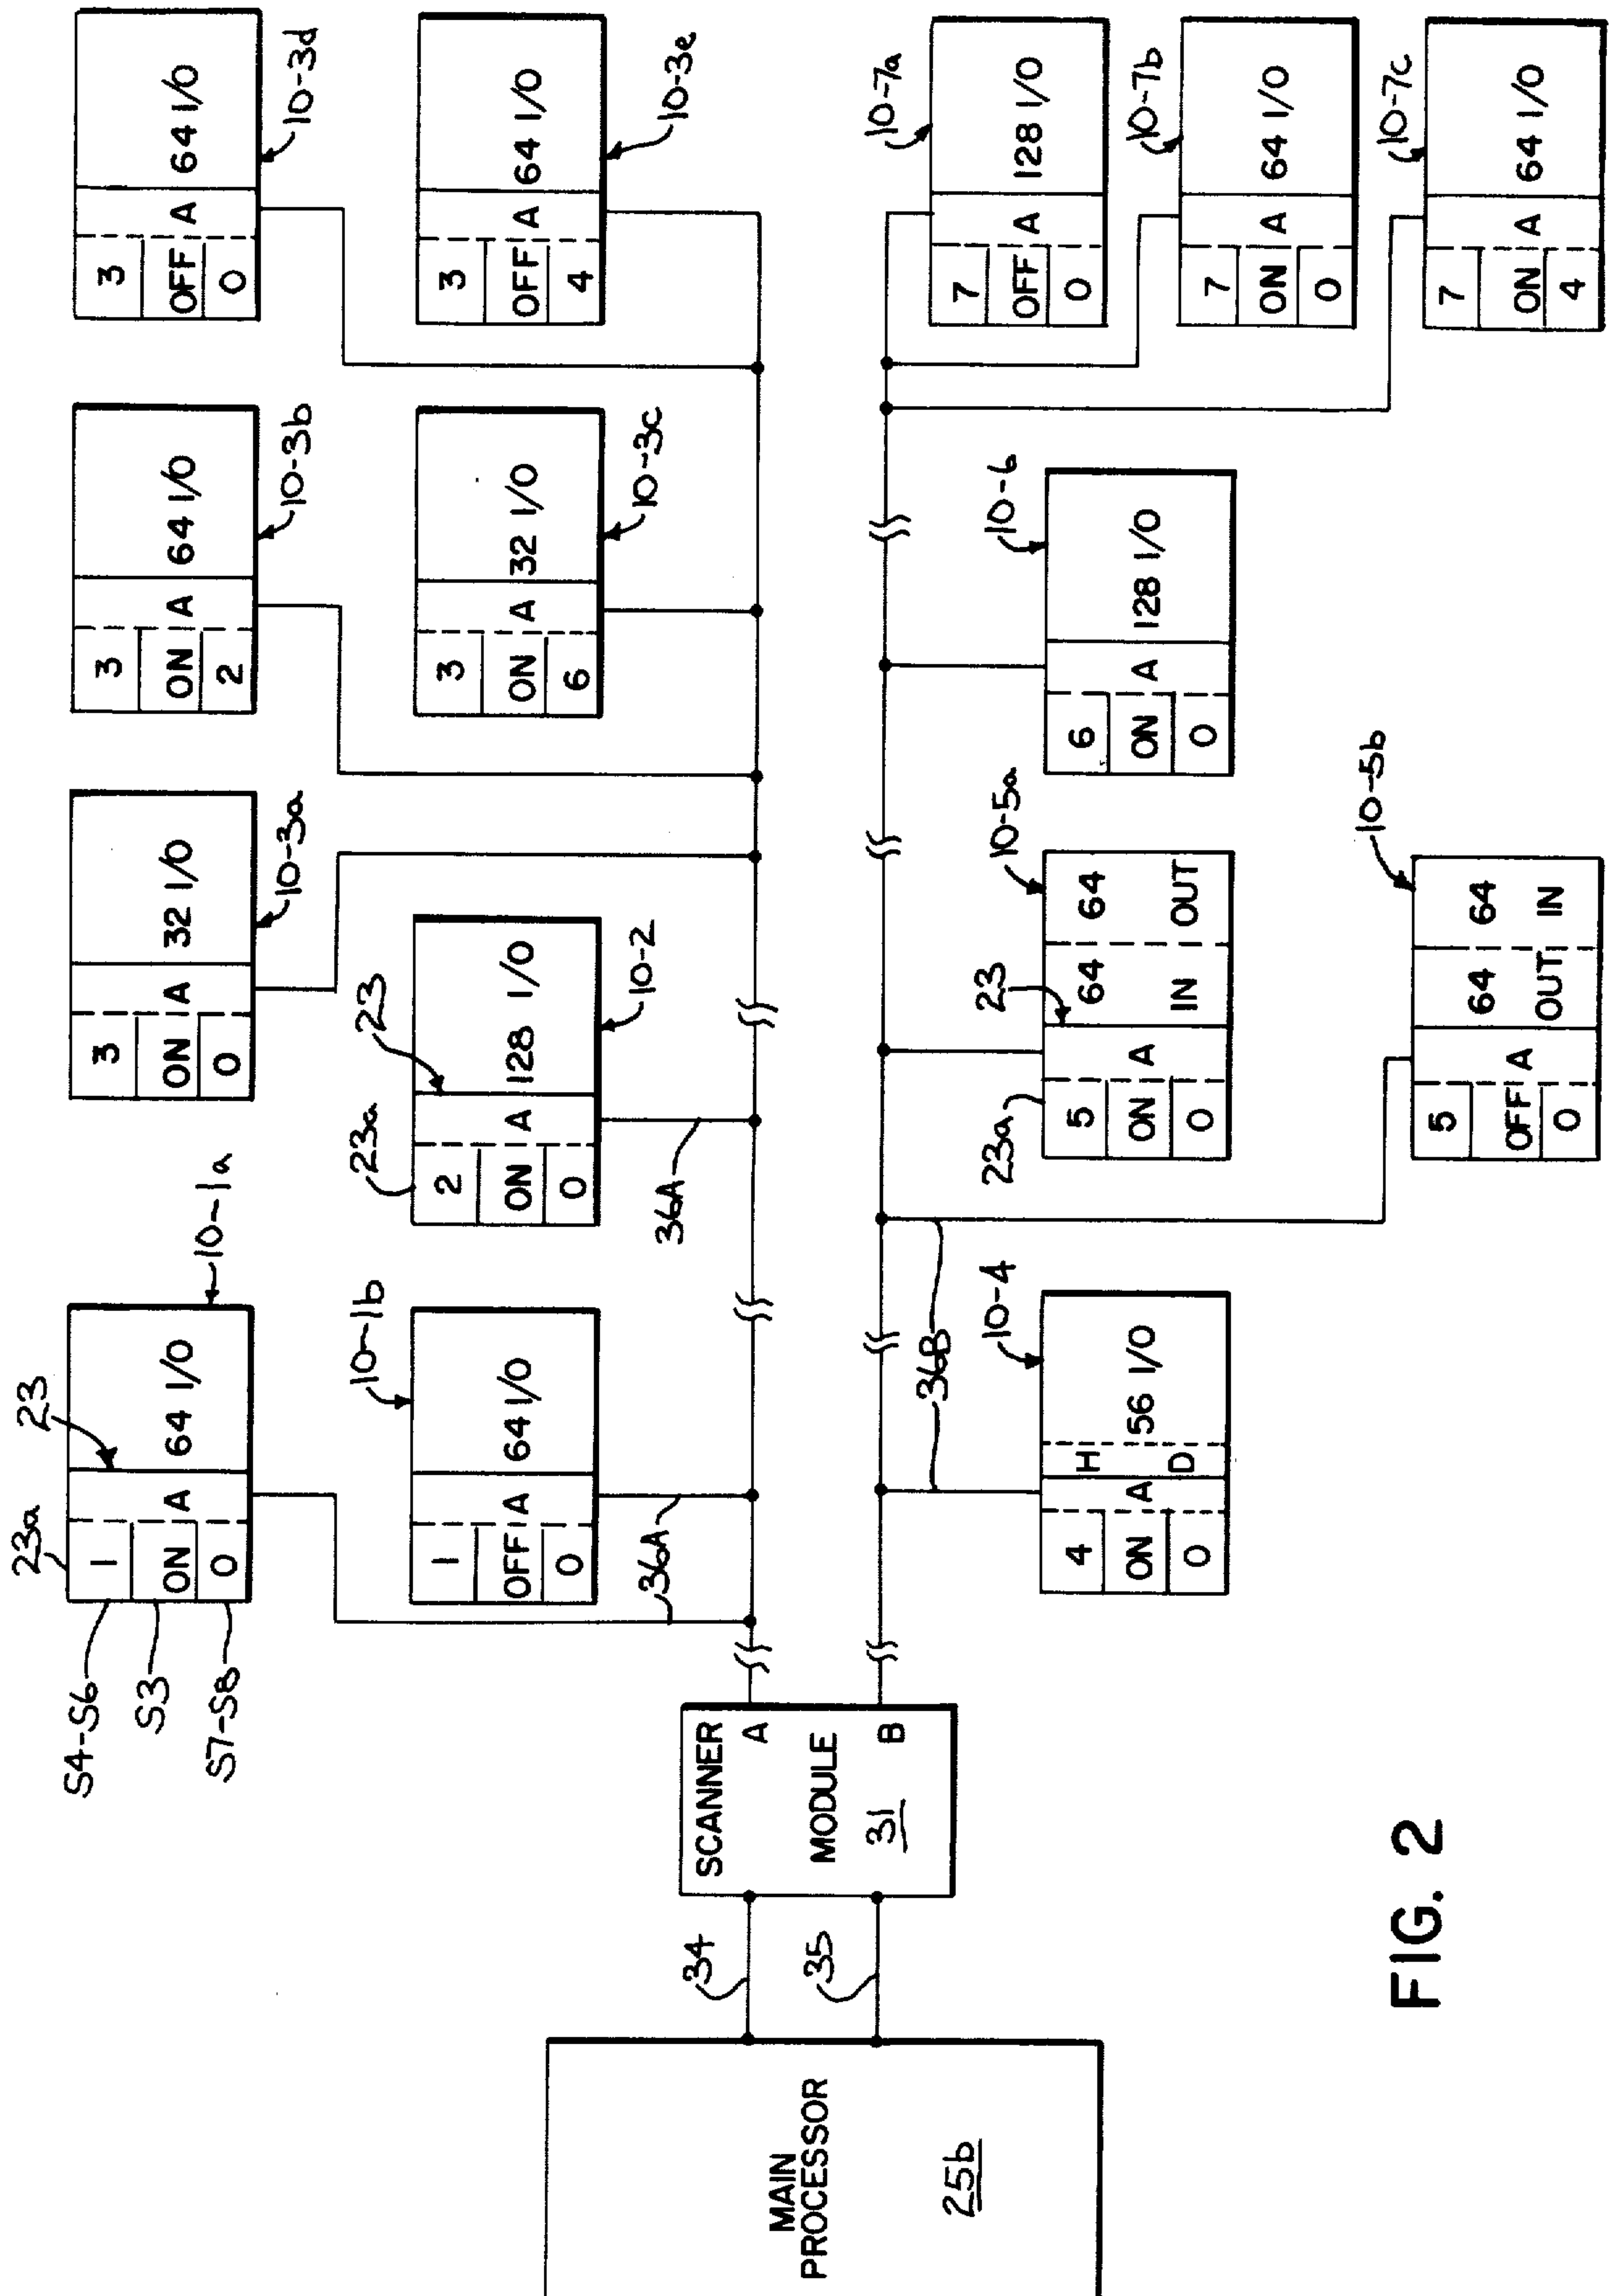 23a
23
10-1a
1
ON
0
A
64 I/O
S4-S6
S3
S7-S8
10-1b
1
OFF
0
A
64 I/O
36A
23a
23
2
ON
0
A
128 I/O
10-2
36A
3
ON
0
A
32 I/O
10-3a
3
ON
2
A
64 I/O
10-3b
3
ON
6
A
32 I/O
10-3c
3
OFF
0
A
64 I/O
10-3d
3
OFF
4
A
64 I/O
10-3e
MAIN
PROCESSOR
25b
34
35
SCANNER
A
MODULE
B
31
36B
10-4
4
ON
0
A
H
D
56 I/O
23a
23
10-5a
5
ON
0
A
64
IN
64
OUT
10-5b
5
OFF
0
A
64
OUT
64
IN
10-6
6
ON
0
A
128 I/O
10-7a
7
OFF
0
A
128 I/O
10-7b
7
ON
0
A
64 I/O
10-7c
7
ON
4
A
64 I/O
FIG. 2